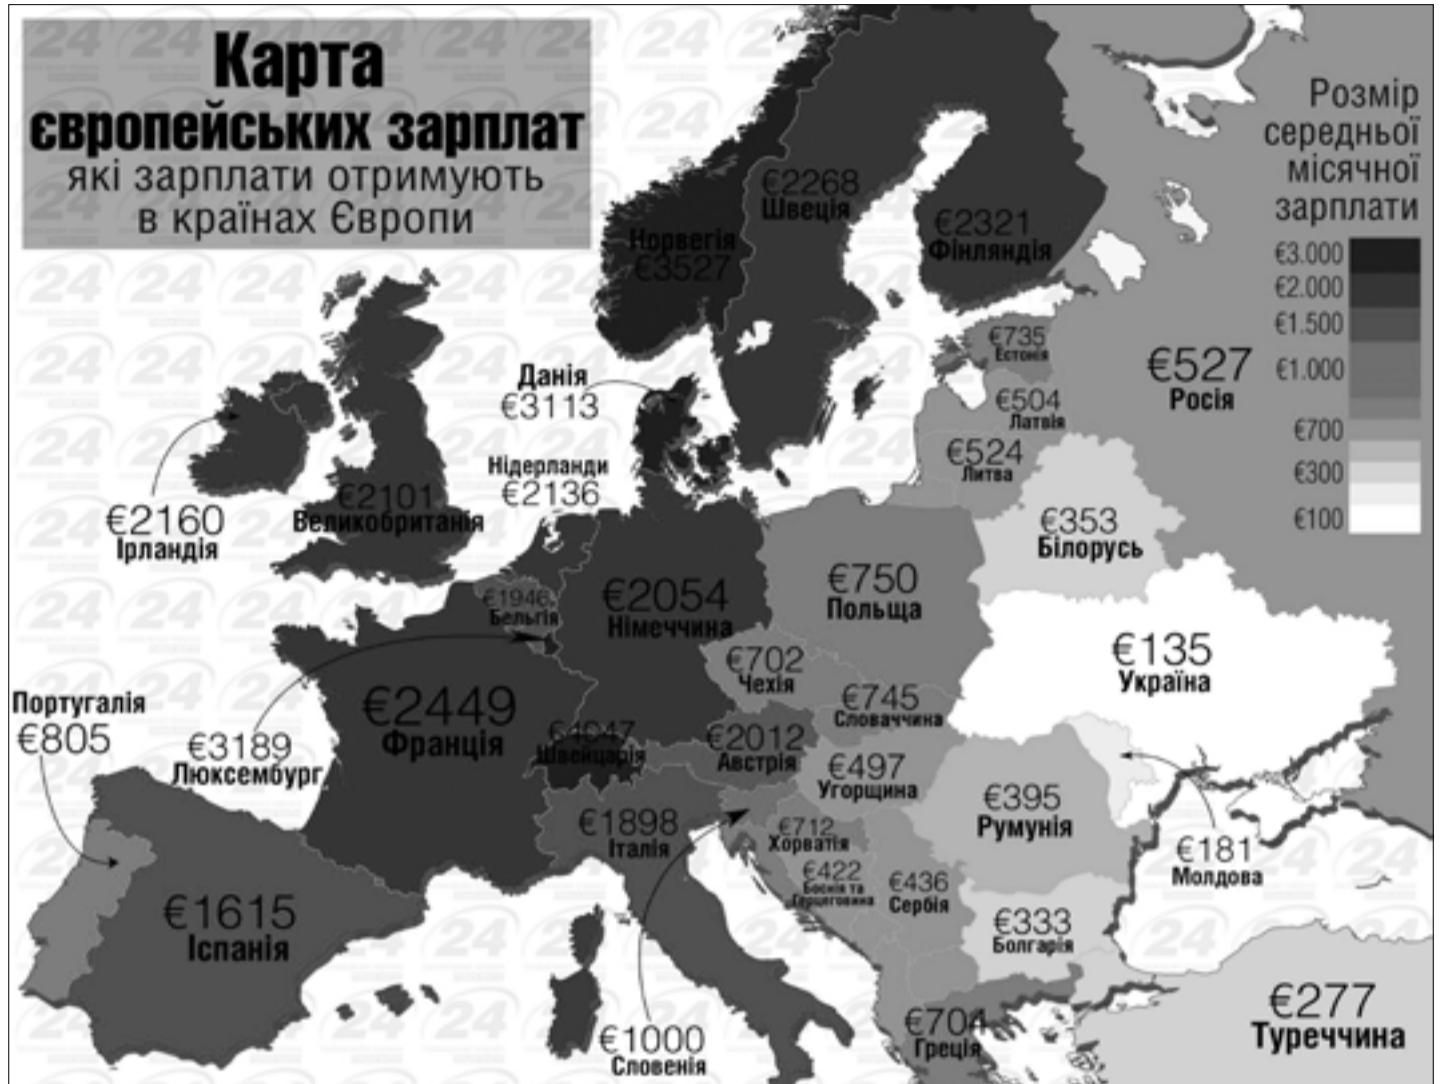 Карта
європейських зарплат
які зарплати отримують
в країнах Європи
Розмір
середньої
місячної
зарплати
€3.000
€2.000
€1.500
€1.000
€700
€300
€100
€2268
Швеція
Норвегія
€3527
€2321
Фінляндія
€735
Естонія
€527
Росія
Данія
€3113
€504
Латвія
€524
Литва
Нідерланди
€2136
€2160
Ірландія
€2101
Великобританія
€353
Білорусь
€1946
Бельгія
€2054
Німеччина
€750
Польща
€135
Україна
€702
Чехія
€745
Словаччина
Португалія
€805
€3189
Люксембург
€2449
Франція
Швейцарія
€2012
Австрія
€497
Угорщина
€395
Румунія
€1898
Італія
€712
Хорватія
€422
Боснія та
Герцеговина
€436
Сербія
€181
Молдова
€1615
Іспанія
€333
Болгарія
€1000
Словенія
€704
Греція
€277
Туреччина
24